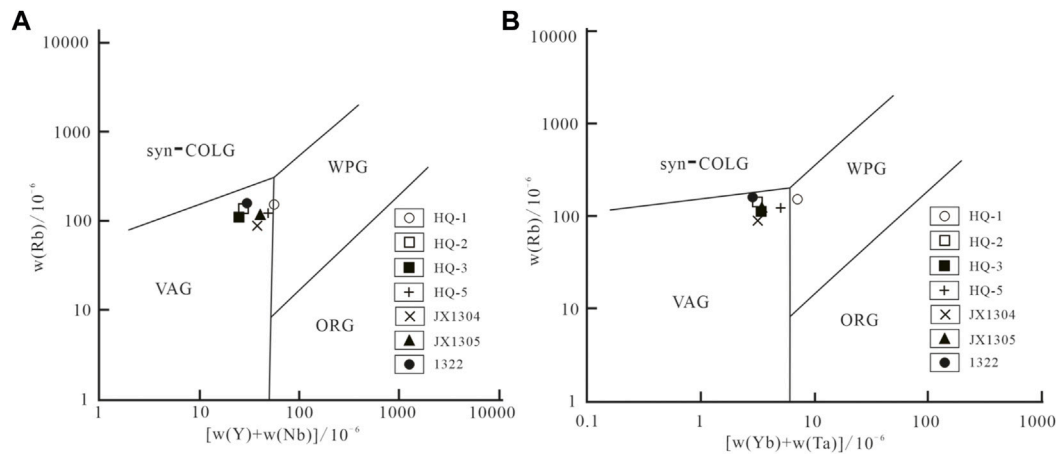 A
10000
1000
100
10
1
w(Rb)/10⁻⁶
syn-COLG
WPG
VAG
ORG
HQ-1
HQ-2
HQ-3
HQ-5
JX1304
JX1305
1322
1 10 100 1000 10000
[w(Y)+w(Nb)]/10⁻⁶
B
10000
1000
100
10
1
w(Rb)/10⁻⁶
syn-COLG
WPG
VAG
ORG
HQ-1
HQ-2
HQ-3
HQ-5
JX1304
JX1305
1322
0.1 1 10 100 1000
[w(Yb)+w(Ta)]/10⁻⁶